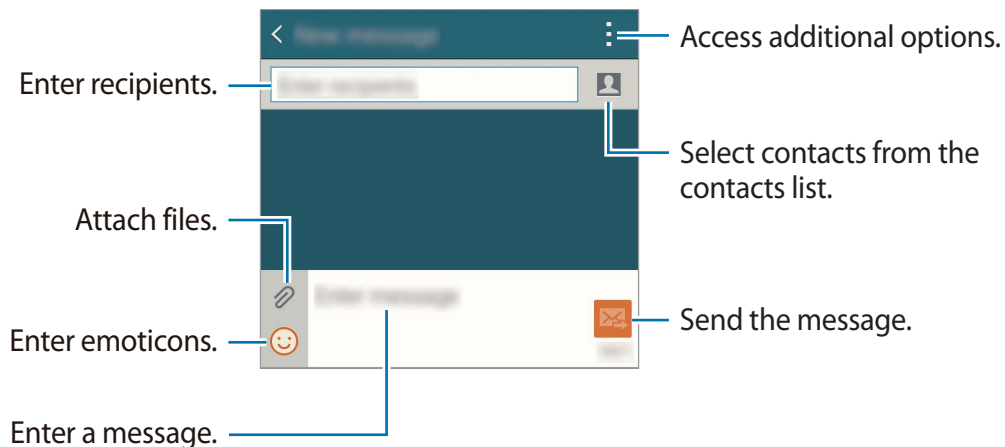 Access additional options.
Enter recipients.
Select contacts from the
contacts list.
Attach files.
Send the message.
Enter emoticons.
Enter a message.